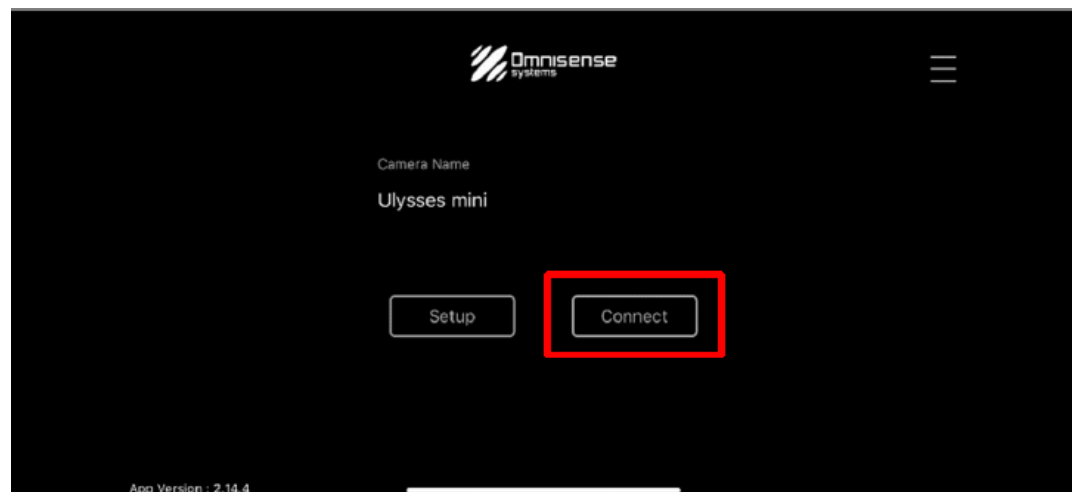 Omnisense
systems
Camera Name
Ulysses mini
Setup
Connect
App Version : 2.14.4